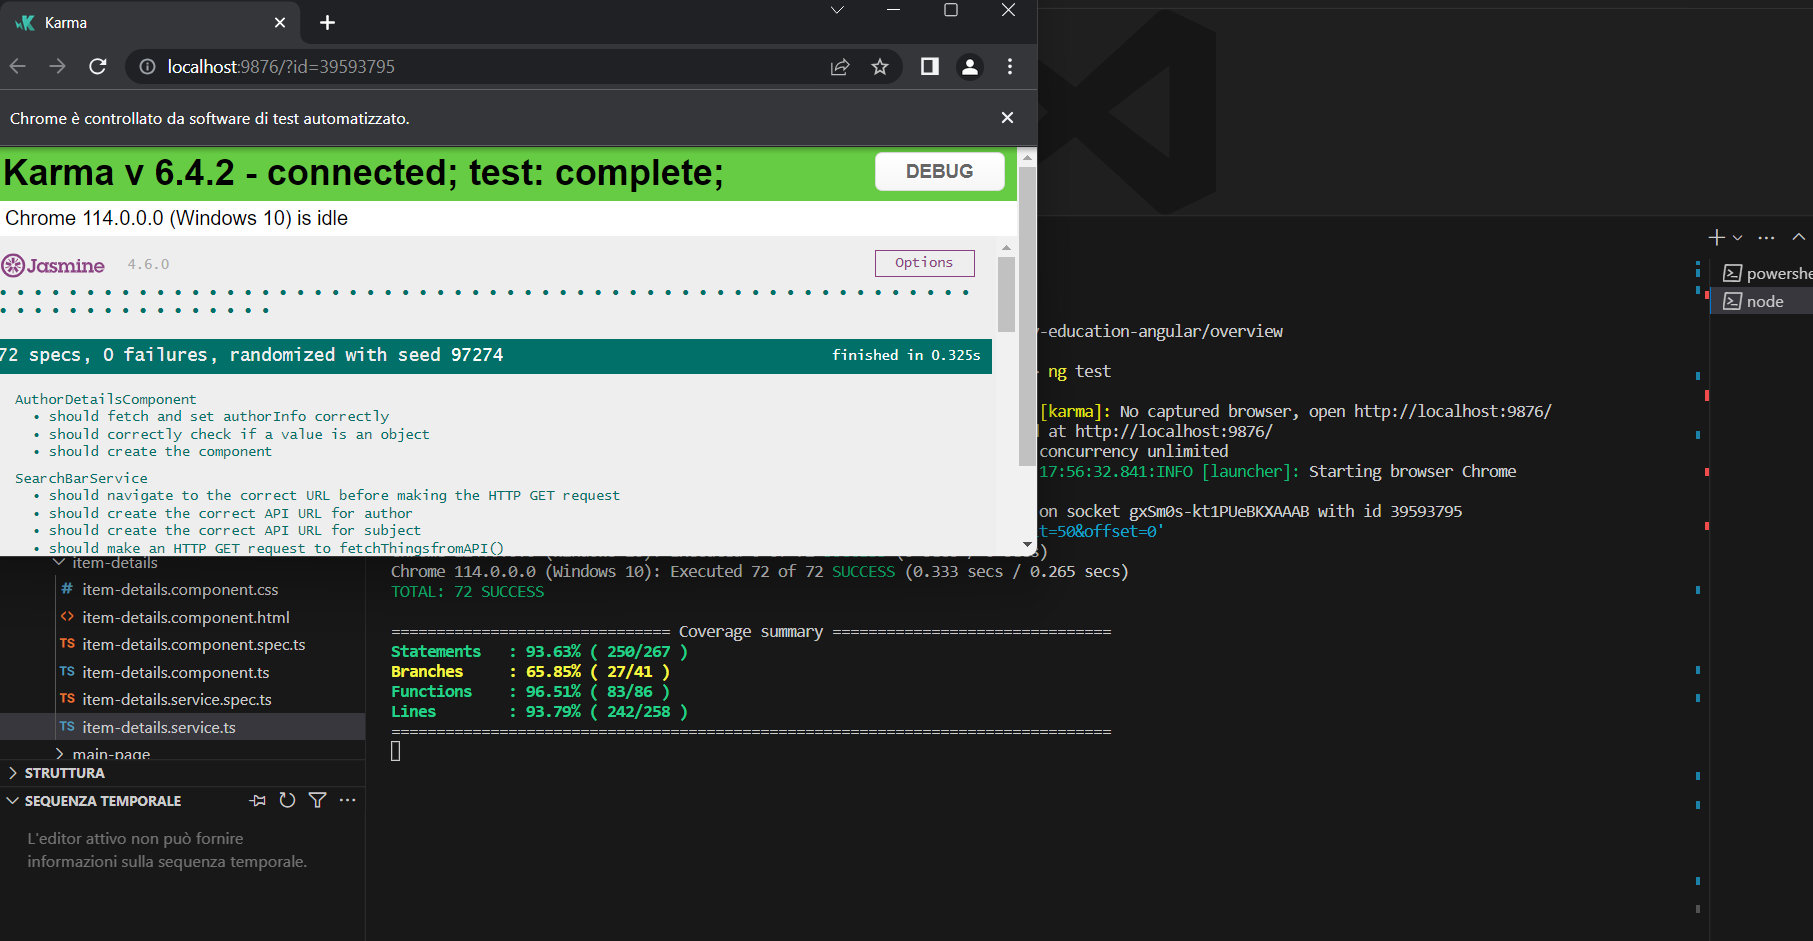 Karma
localhost:9876/?id=39593795
Chrome è controllato da software di test automatizzato.
Karma v 6.4.2 - connected; test: complete;
DEBUG
Chrome 114.0.0.0 (Windows 10) is idle
Jasmine 4.6.0
Options
72 specs, 0 failures, randomized with seed 97274
finished in 0.325s
AuthorDetailsComponent
• should fetch and set authorInfo correctly
• should correctly check if a value is an object
• should create the component
SearchBarService
• should navigate to the correct URL before making the HTTP GET request
• should create the correct API URL for author
• should create the correct API URL for subject
• should make an HTTP GET request to fetchThingsfromAPI()
item-details
# item-details.component.css
<> item-details.component.html
TS item-details.component.spec.ts
TS item-details.component.ts
TS item-details.service.spec.ts
TS item-details.service.ts
main-page
STRUTTURA
SEQUENZA TEMPORALE
L'editor attivo non può fornire
informazioni sulla sequenza temporale.
-education-angular/overview
ng test
[karma]: No captured browser, open http://localhost:9876/
at http://localhost:9876/
concurrency unlimited
17:56:32.841:INFO [launcher]: Starting browser Chrome
on socket gxSm0s-kt1PUeBKXAAAB with id 39593795
t=50&offset=0'
Chrome 114.0.0.0 (Windows 10): Executed 72 of 72 SUCCESS (0.333 secs / 0.265 secs)
TOTAL: 72 SUCCESS
=============================== Coverage summary ===============================
Statements : 93.63% ( 250/267 )
Branches : 65.85% ( 27/41 )
Functions : 96.51% ( 83/86 )
Lines : 93.79% ( 242/258 )
================================================================================
powershe
node